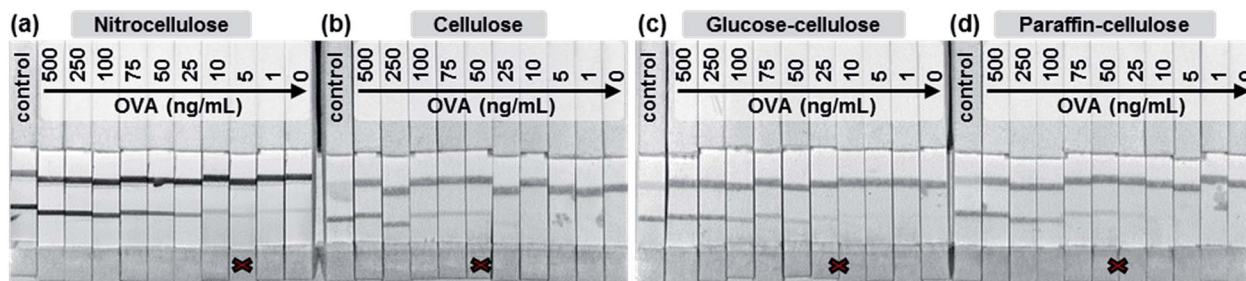 (a) Nitrocellulose
control 500 250 100 75 50 25 10 5 1 0
OVA (ng/mL)
(b) Cellulose
control 500 250 100 75 50 25 10 5 1 0
OVA (ng/mL)
(c) Glucose-cellulose
control 500 250 100 75 50 25 10 5 1 0
OVA (ng/mL)
(d) Paraffin-cellulose
control 500 250 100 75 50 25 10 5 1 0
OVA (ng/mL)